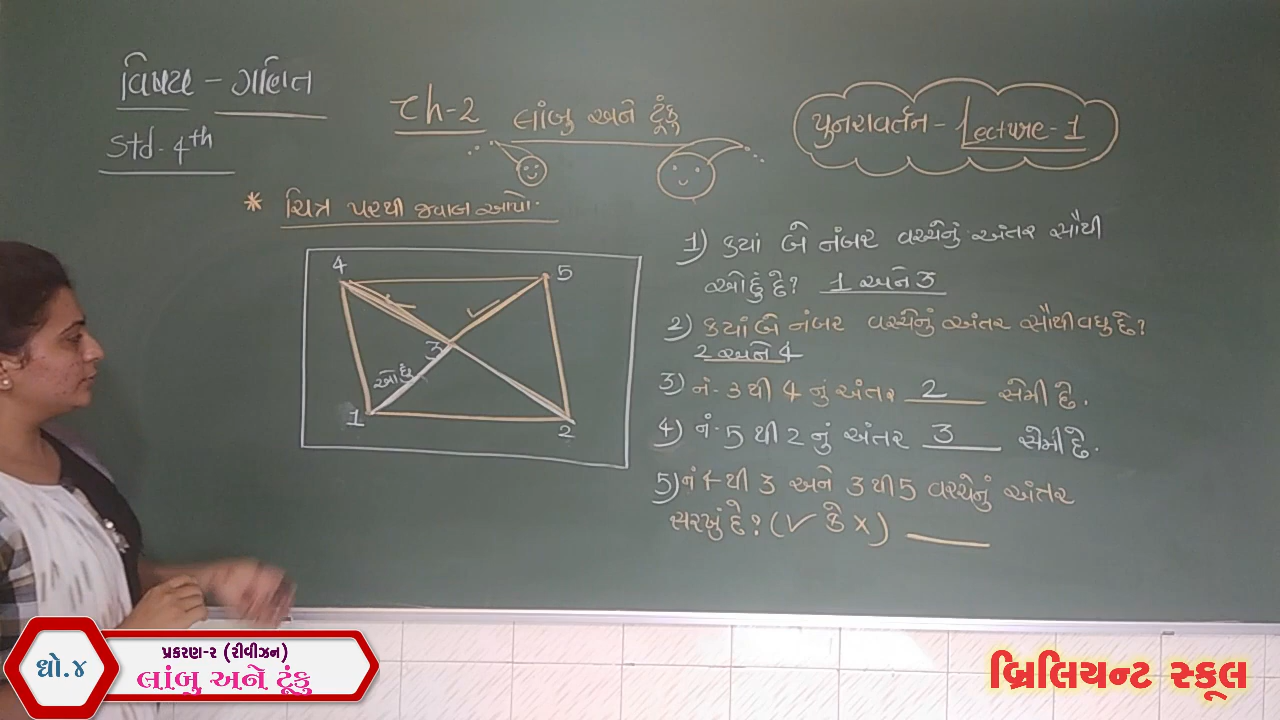 વિષય - ગણિત
Std - 4th
Ch-2 લાંબુ અને ટૂંકુ
પુનરાવર્તન - Lecture - 1
* ચિત્ર પરથી જવાબ આપો.
4
5
3
ઓછુ
1
2
1) કયાં બે નંબર વચ્ચેનું અંતર સૌથી
ઓછું છે? 1 અને 3
2) કયાં બે નંબર વચ્ચેનું અંતર સૌથી વધુ છે?
2 અને 4
3) નં. 3 થી 4 નું અંતર 2 સેમી છે.
4) નં. 5 થી 2 નું અંતર 3 સેમી છે.
5) નં 4 થી 3 અને 3 થી 5 વચ્ચેનું અંતર
સરખું છે? (✓ કે ×) ____
ધો.૪
પ્રકરણ-૨ (રીવીઝન)
લાંબુ અને ટૂંકુ
બ્રિલિયન્ટ સ્કૂલ